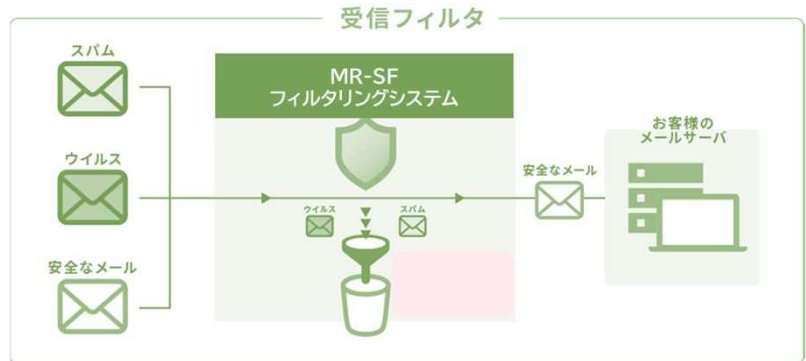 受信フィルタ
スパム
ウイルス
安全なメール
MR-SF
フィルタリングシステム
ウイルス
スパム
安全なメール
お客様の
メールサーバ